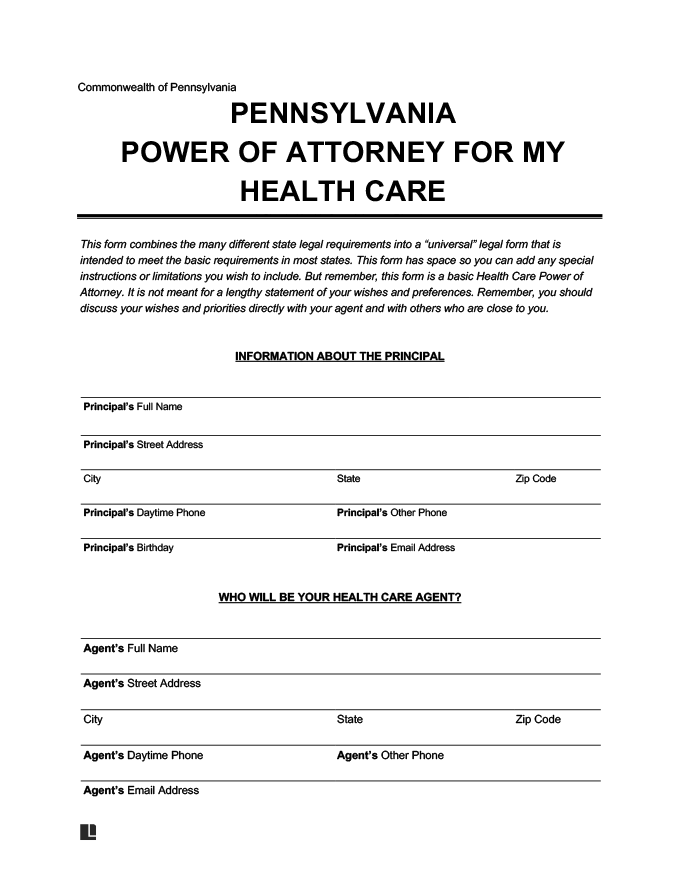 Commonwealth of Pennsylvania
PENNSYLVANIA
POWER OF ATTORNEY FOR MY
HEALTH CARE
This form combines the many different state legal requirements into a “universal” legal form that is
intended to meet the basic requirements in most states. This form has space so you can add any special
instructions or limitations you wish to include. But remember, this form is a basic Health Care Power of
Attorney. It is not meant for a lengthy statement of your wishes and preferences. Remember, you should
discuss your wishes and priorities directly with your agent and with others who are close to you.
INFORMATION ABOUT THE PRINCIPAL
Principal’s Full Name
Principal’s Street Address
City State Zip Code
Principal’s Daytime Phone Principal’s Other Phone
Principal’s Birthday Principal’s Email Address
WHO WILL BE YOUR HEALTH CARE AGENT?
Agent’s Full Name
Agent’s Street Address
City State Zip Code
Agent’s Daytime Phone Agent’s Other Phone
Agent’s Email Address